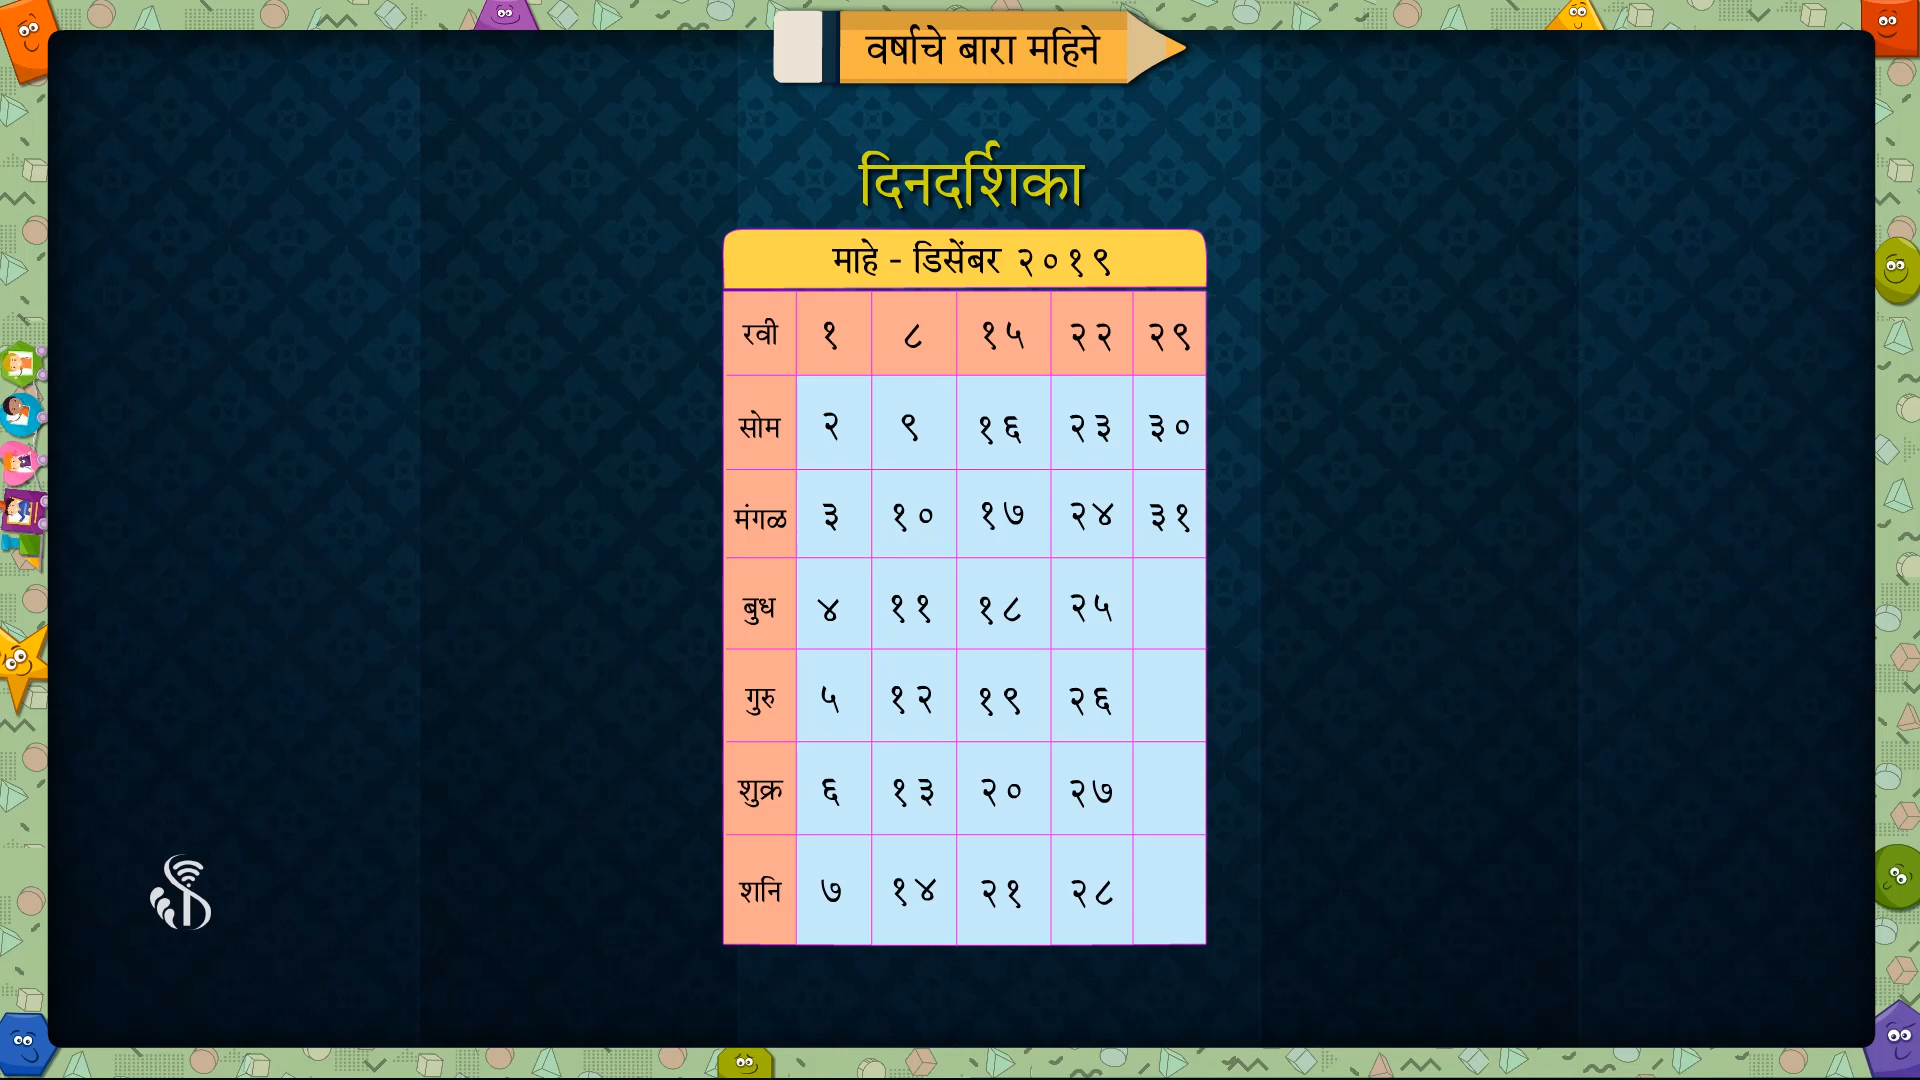 वर्षाचे बारा महिने
दिनदर्शिका
माहे - डिसेंबर २०१९
रवी १ ८ १५ २२ २९
सोम २ ९ १६ २३ ३०
मंगळ ३ १० १७ २४ ३१
बुध ४ ११ १८ २५
गुरु ५ १२ १९ २६
शुक्र ६ १३ २० २७
शनि ७ १४ २१ २८